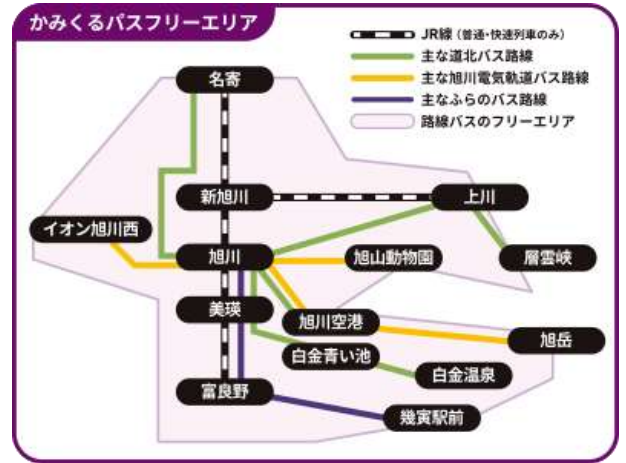 かみくるパスフリーエリア
JR線（普通・快速列車のみ）
主な道北バス路線
主な旭川電気軌道バス路線
主なふらのバス路線
路線バスのフリーエリア
名寄
新旭川
上川
イオン旭川西
旭川
旭山動物園
層雲峡
美瑛
旭川空港
旭岳
白金青い池
白金温泉
富良野
幾寅駅前